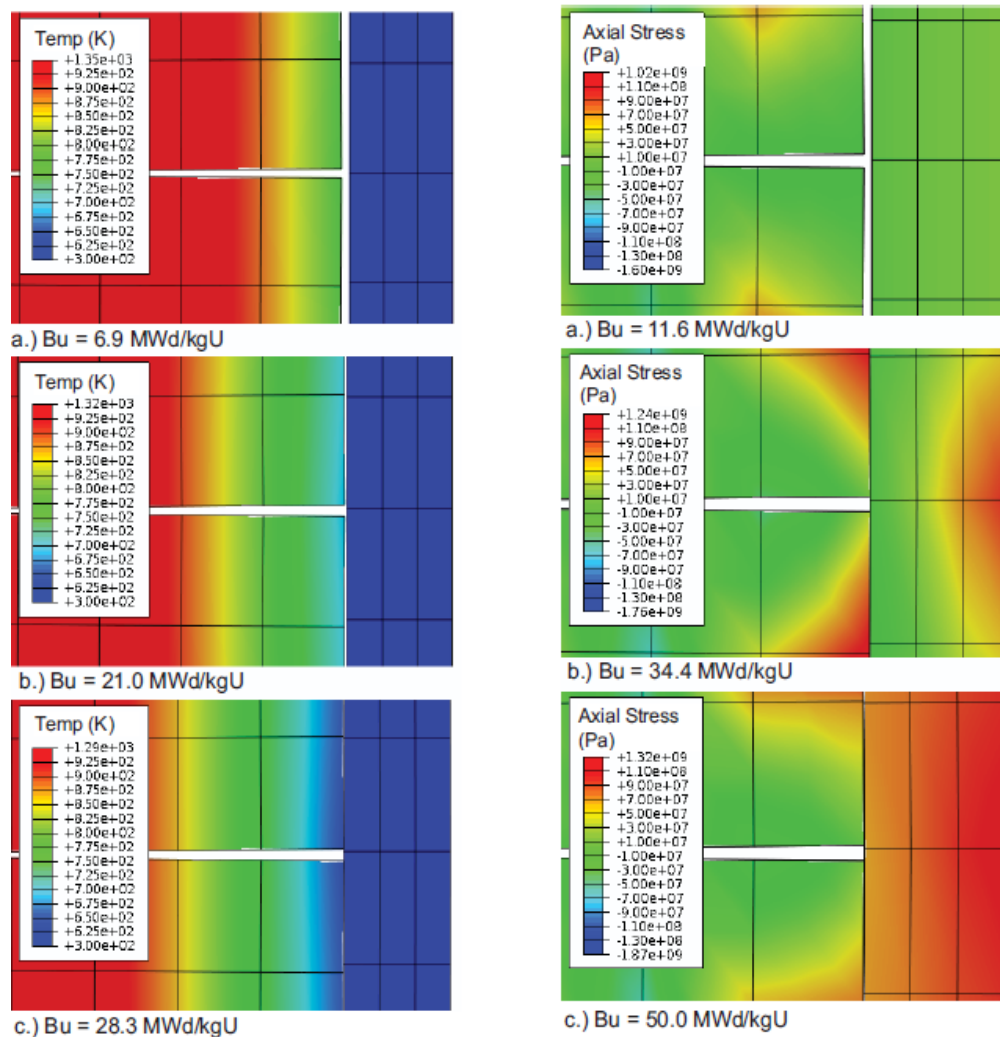 Temp (K)
+1.35e+03
+9.25e+02
+9.00e+02
+8.75e+02
+8.50e+02
+8.25e+02
+8.00e+02
+7.75e+02
+7.50e+02
+7.25e+02
+7.00e+02
+6.75e+02
+6.50e+02
+6.25e+02
+3.00e+02
a.) Bu = 6.9 MWd/kgU
Temp (K)
+1.32e+03
+9.25e+02
+9.00e+02
+8.75e+02
+8.50e+02
+8.25e+02
+8.00e+02
+7.75e+02
+7.50e+02
+7.25e+02
+7.00e+02
+6.75e+02
+6.50e+02
+6.25e+02
+3.00e+02
b.) Bu = 21.0 MWd/kgU
Temp (K)
+1.29e+03
+9.25e+02
+9.00e+02
+8.75e+02
+8.50e+02
+8.25e+02
+8.00e+02
+7.75e+02
+7.50e+02
+7.25e+02
+7.00e+02
+6.75e+02
+6.50e+02
+6.25e+02
+3.00e+02
c.) Bu = 28.3 MWd/kgU
Axial Stress
(Pa)
+1.02e+09
+1.10e+08
+9.00e+07
+7.00e+07
+5.00e+07
+3.00e+07
+1.00e+07
-1.00e+07
-3.00e+07
-5.00e+07
-7.00e+07
-9.00e+07
-1.10e+08
-1.30e+08
-1.60e+09
a.) Bu = 11.6 MWd/kgU
Axial Stress
(Pa)
+1.24e+09
+1.10e+08
+9.00e+07
+7.00e+07
+5.00e+07
+3.00e+07
+1.00e+07
-1.00e+07
-3.00e+07
-5.00e+07
-7.00e+07
-9.00e+07
-1.10e+08
-1.30e+08
-1.76e+09
b.) Bu = 34.4 MWd/kgU
Axial Stress
(Pa)
+1.32e+09
+1.10e+08
+9.00e+07
+7.00e+07
+5.00e+07
+3.00e+07
+1.00e+07
-1.00e+07
-3.00e+07
-5.00e+07
-7.00e+07
-9.00e+07
-1.10e+08
-1.30e+08
-1.87e+09
c.) Bu = 50.0 MWd/kgU